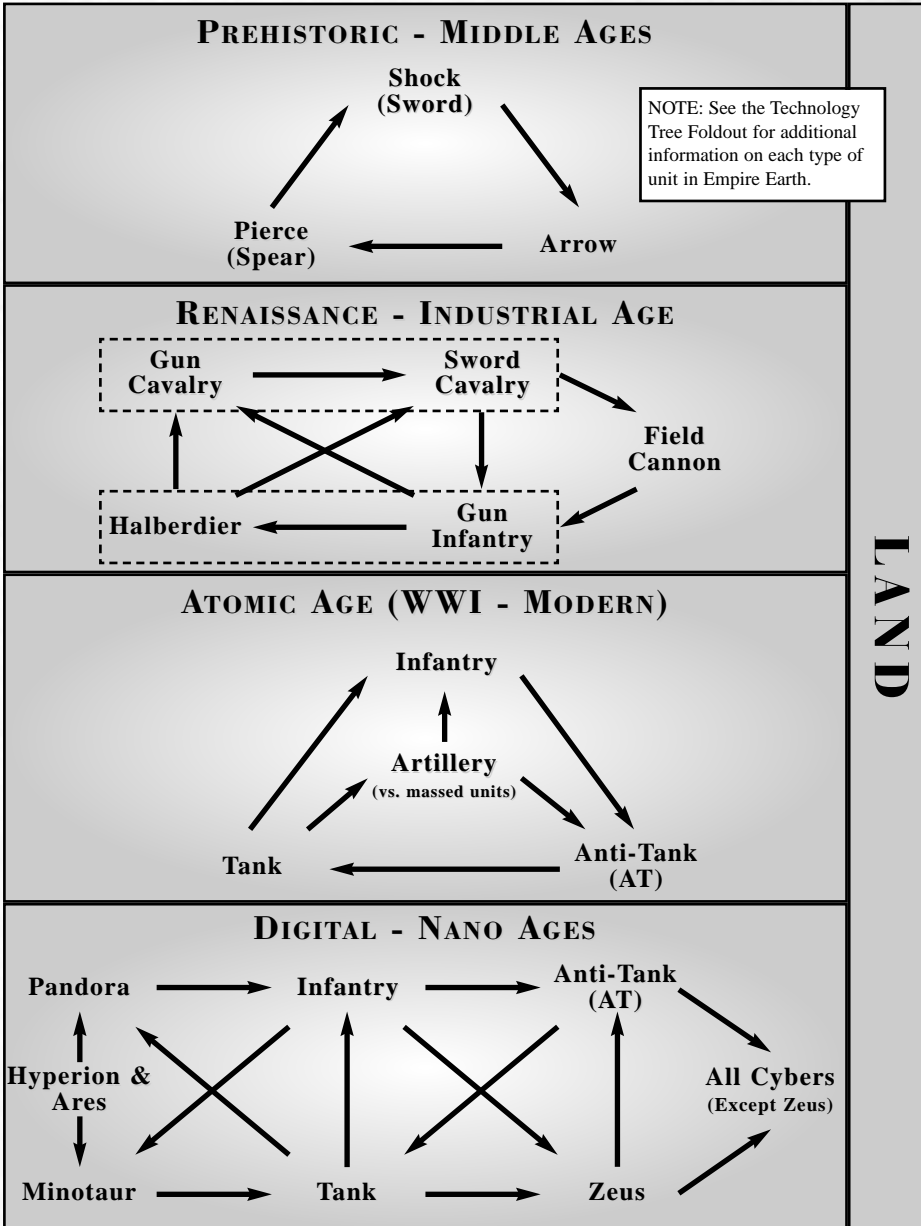 PREHISTORIC - MIDDLE AGES
Shock
(Sword)
NOTE: See the Technology
Tree Foldout for additional
information on each type of
unit in Empire Earth.
Pierce
(Spear)
Arrow
RENAISSANCE - INDUSTRIAL AGE
Gun
Cavalry
Sword
Cavalry
Field
Cannon
Halberdier
Gun
Infantry
ATOMIC AGE (WWI - MODERN)
Infantry
Artillery
(vs. massed units)
Tank
Anti-Tank
(AT)
DIGITAL - NANO AGES
Pandora
Infantry
Anti-Tank
(AT)
Hyperion &
Ares
All Cybers
(Except Zeus)
Minotaur
Tank
Zeus
LAND